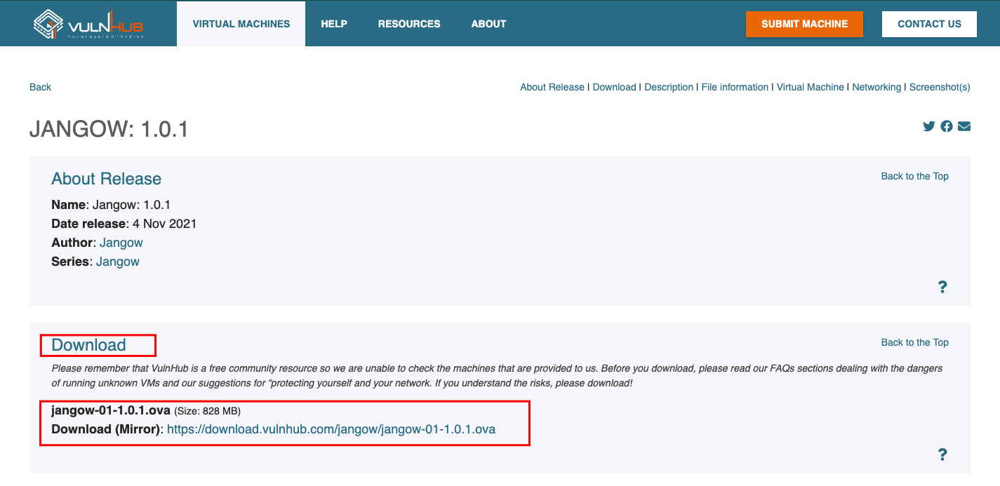 VULNHUB
VULNERABLE BY DESIGN
VIRTUAL MACHINES
HELP
RESOURCES
ABOUT
SUBMIT MACHINE
CONTACT US
Back
About Release | Download | Description | File information | Virtual Machine | Networking | Screenshot(s)
JANGOW: 1.0.1
About Release
Back to the Top
Name: Jangow: 1.0.1
Date release: 4 Nov 2021
Author: Jangow
Series: Jangow
?
Download
Back to the Top
Please remember that VulnHub is a free community resource so we are unable to check the machines that are provided to us. Before you download, please read our FAQs sections dealing with the dangers
of running unknown VMs and our suggestions for “protecting yourself and your network. If you understand the risks, please download!
jangow-01-1.0.1.ova (Size: 828 MB)
Download (Mirror): https://download.vulnhub.com/jangow/jangow-01-1.0.1.ova
?